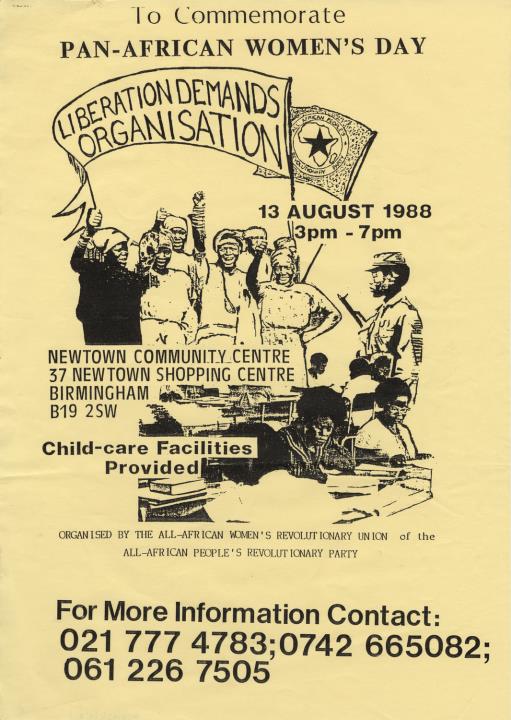 To Commemorate
PAN-AFRICAN WOMEN'S DAY
LIBERATION DEMANDS
ORGANISATION
13 AUGUST 1988
3pm - 7pm
NEWTOWN COMMUNITY CENTRE
37 NEWTOWN SHOPPING CENTRE
BIRMINGHAM
B19 2SW
Child-care Facilities
Provided
ORGANISED BY THE ALL-AFRICAN WOMEN'S REVOLUTIONARY UNION of the
ALL-AFRICAN PEOPLE'S REVOLUTIONARY PARTY
For More Information Contact:
021 777 4783;0742 665082;
061 226 7505